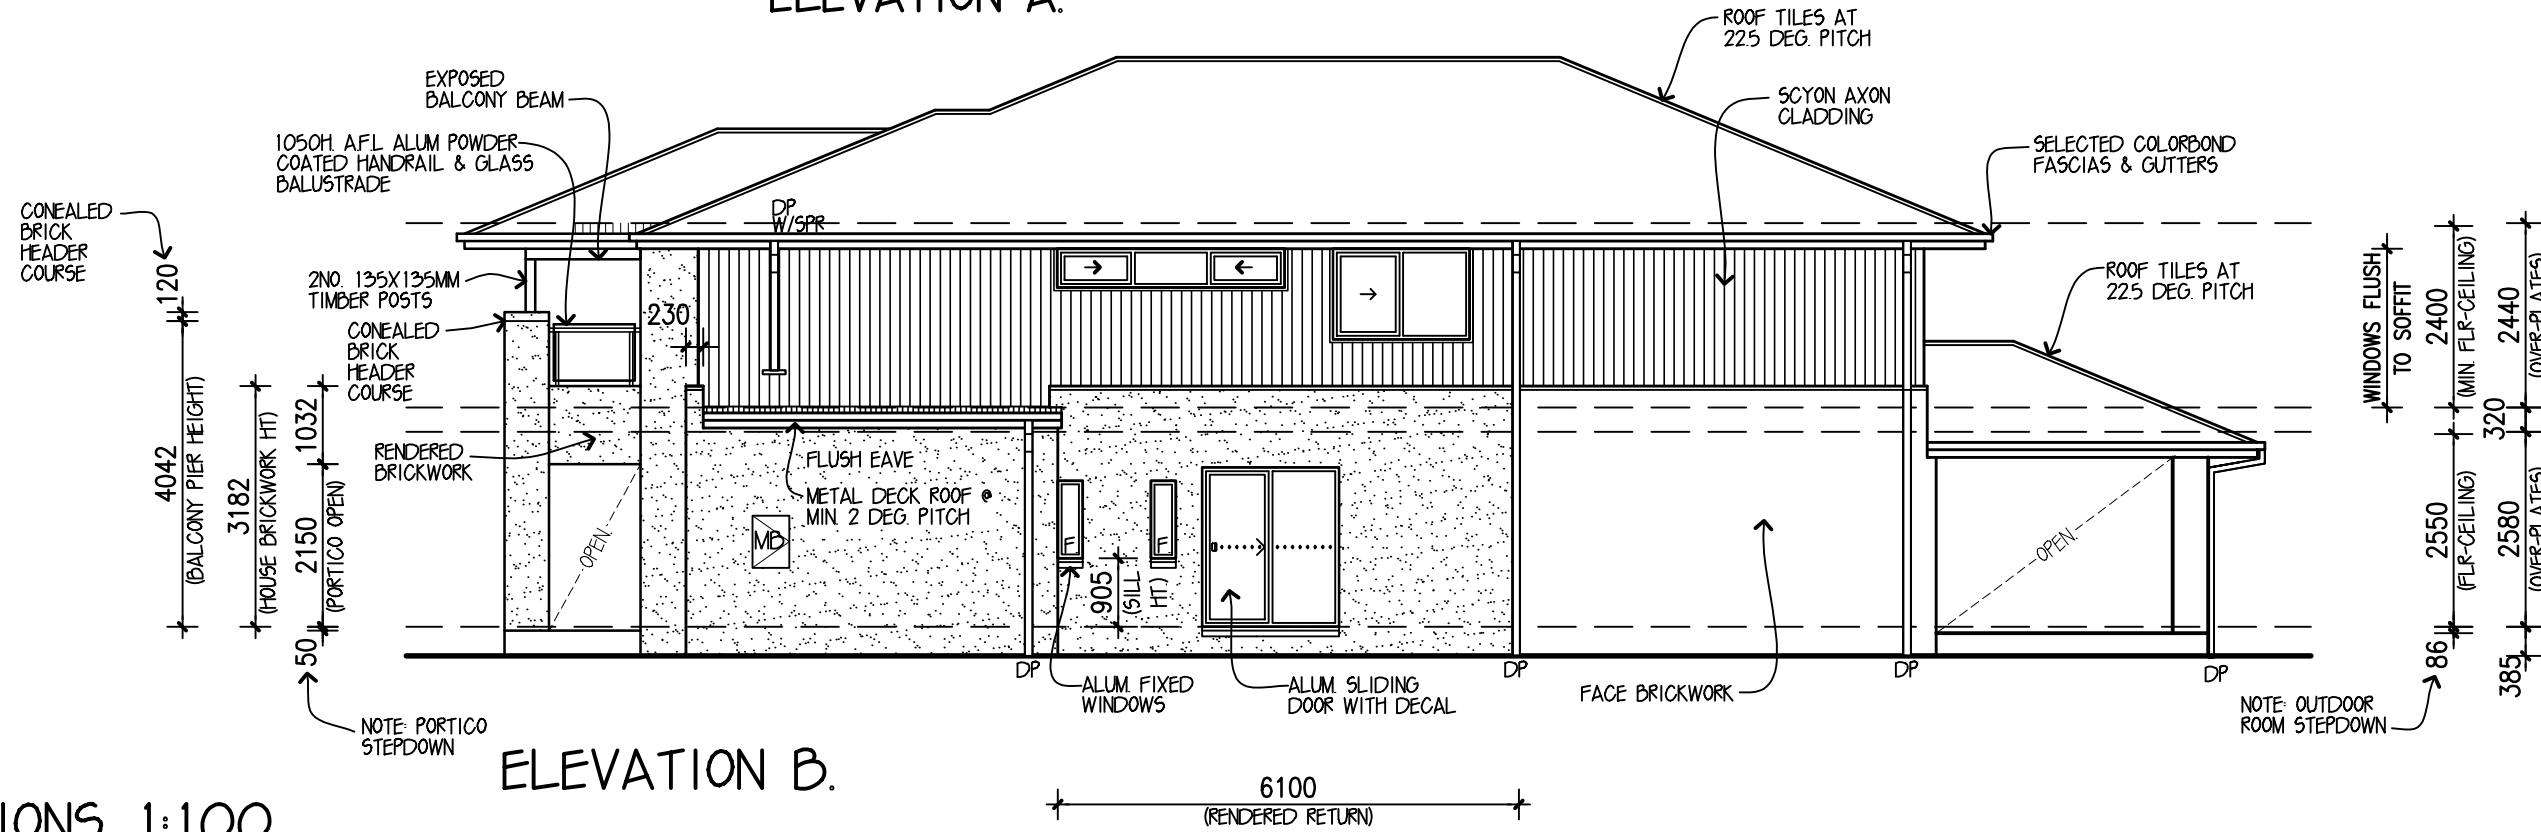 ELEVATION A.
ROOF TILES AT
22.5 DEG. PITCH
EXPOSED
BALCONY BEAM
SCYON AXON
CLADDING
1050H. A.F.L ALUM POWDER
COATED HANDRAIL & GLASS
BALUSTRADE
SELECTED COLORBOND
FASCIAS & GUTTERS
CONEALED
BRICK
HEADER
COURSE
120
DP
W/SPR
2NO. 135X135MM
TIMBER POSTS
CONEALED
BRICK
HEADER
COURSE
230
ROOF TILES AT
22.5 DEG. PITCH
WINDOWS FLUSH
TO SOFFIT
2400
(MIN. FLR-CEILING)
2440
(OVER-PLATES)
4042
(BALCONY PIER HEIGHT)
3182
(HOUSE BRICKWORK HT)
1032
2150
(PORTICO OPEN)
50
RENDERED
BRICKWORK
OPEN.
FLUSH EAVE
METAL DECK ROOF @
MIN. 2 DEG. PITCH
MB
F
F
905
(SILL
HT)
OPEN.
320
2550
(FLR-CEILING)
2580
(OVER-PLATES)
86
385
DP
DP
DP
DP
ALUM. FIXED
WINDOWS
ALUM. SLIDING
DOOR WITH DECAL
FACE BRICKWORK
NOTE: OUTDOOR
ROOM STEPDOWN
NOTE: PORTICO
STEPDOWN
ELEVATION B.
6100
(RENDERED RETURN)
IONS 1:100